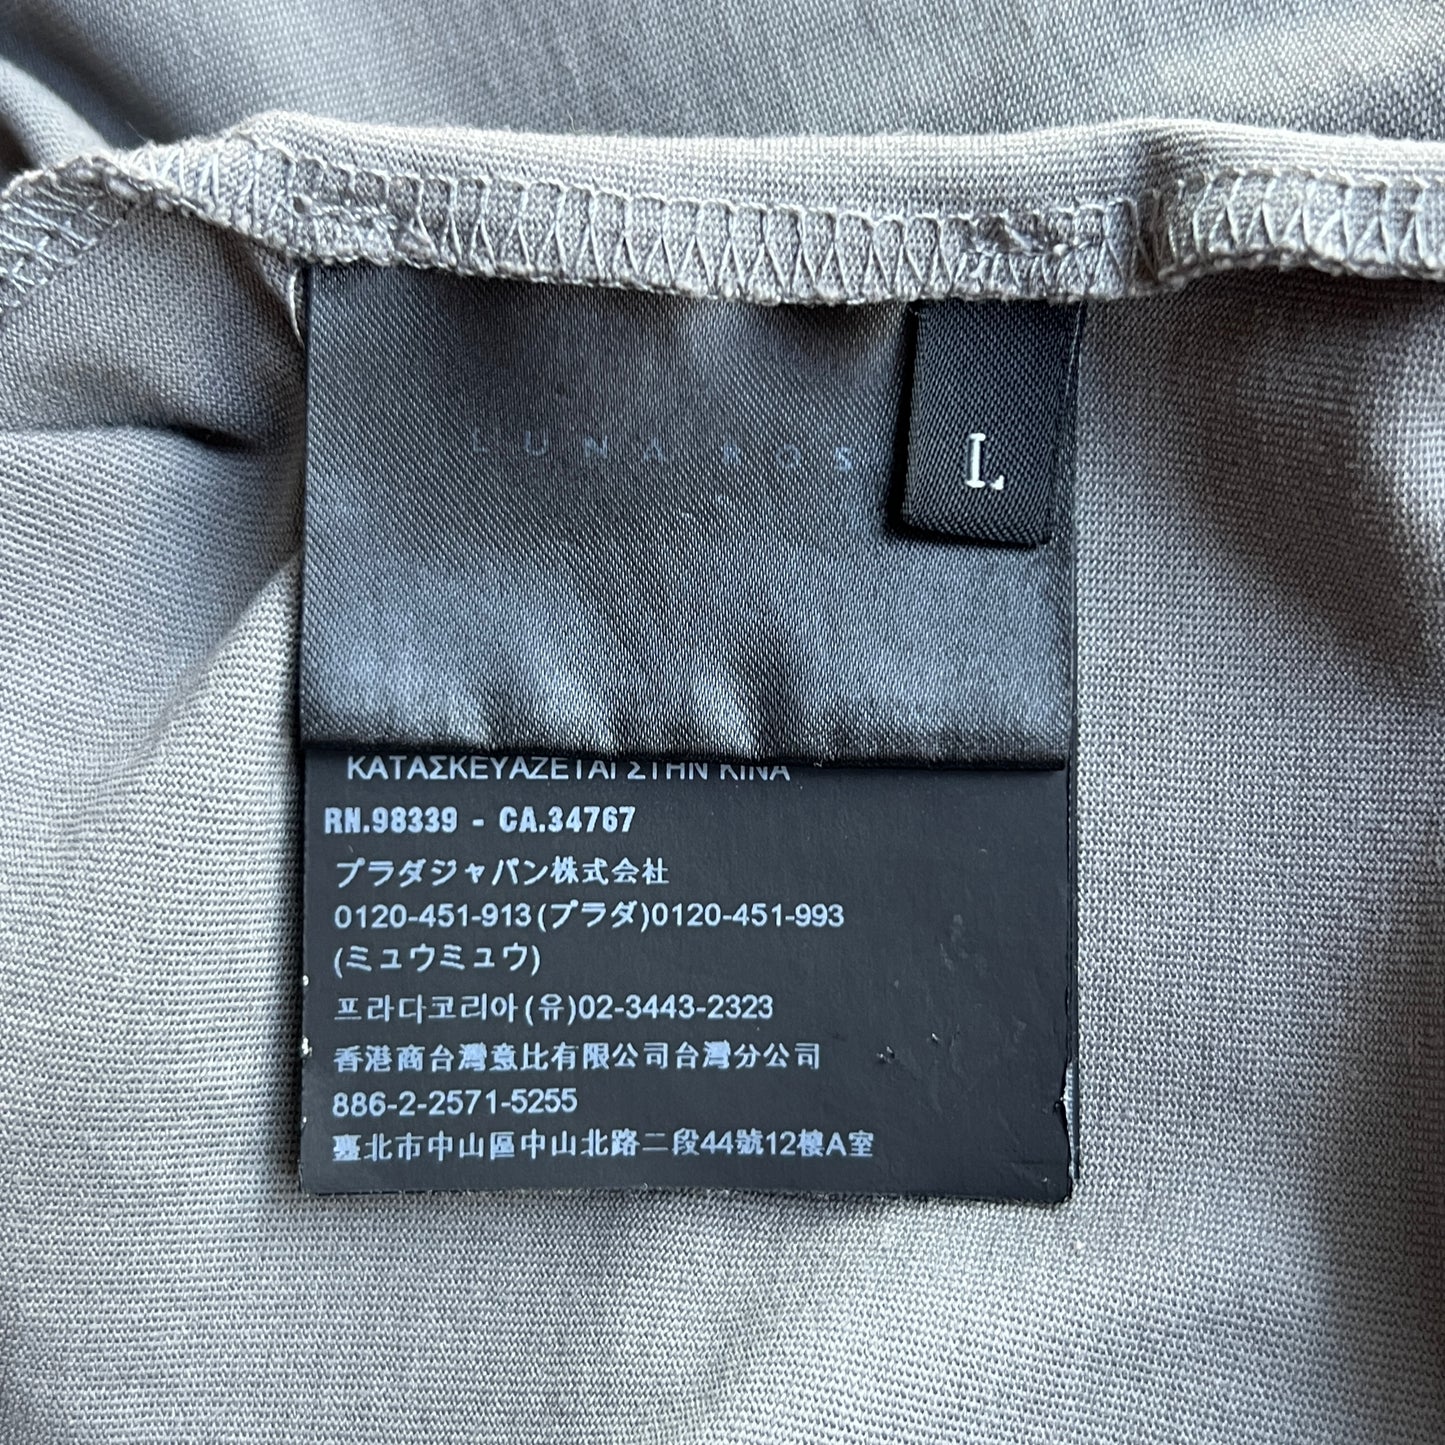 LUNA ROS
L
ΚΑΤΑΣΚΕΥΑΖΕΤΑΙ ΣΤΗΝ ΚΙΝΑ
RN.98339 - CA.34767
プラダジャパン株式会社
0120-451-913(プラダ)0120-451-993
(ミュウミュウ)
프라다코리아(유)02-3443-2323
香港商台灣意比有限公司台灣分公司
886-2-2571-5255
臺北市中山區中山北路二段44號12樓A室